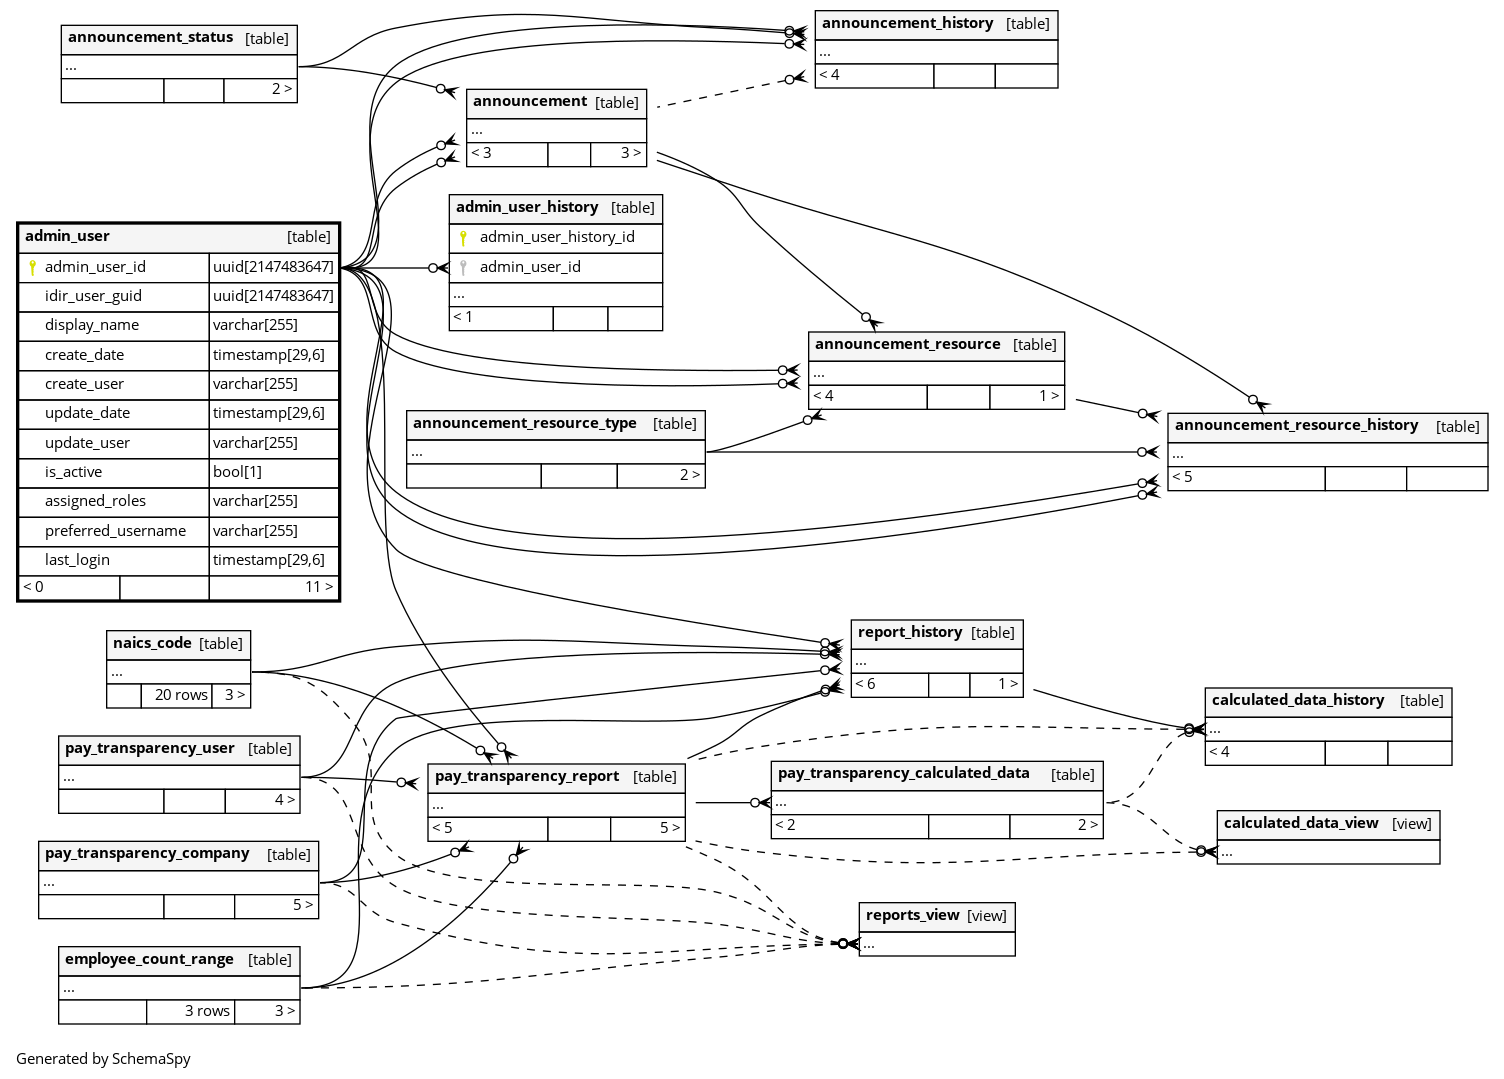 announcement_status [table]
...
2 >
announcement_history [table]
...
< 4
announcement [table]
...
< 3 3 >
admin_user_history [table]
admin_user_history_id
admin_user_id
...
< 1
admin_user [table]
admin_user_id uuid[2147483647]
idir_user_guid uuid[2147483647]
display_name varchar[255]
create_date timestamp[29,6]
create_user varchar[255]
update_date timestamp[29,6]
update_user varchar[255]
is_active bool[1]
assigned_roles varchar[255]
preferred_username varchar[255]
last_login timestamp[29,6]
< 0 11 >
announcement_resource [table]
...
< 4 1 >
announcement_resource_type [table]
...
2 >
announcement_resource_history [table]
...
< 5
naics_code [table]
...
20 rows 3 >
report_history [table]
...
< 6 1 >
calculated_data_history [table]
...
< 4
pay_transparency_user [table]
...
4 >
pay_transparency_report [table]
...
< 5 5 >
pay_transparency_calculated_data [table]
...
< 2 2 >
calculated_data_view [view]
...
pay_transparency_company [table]
...
5 >
reports_view [view]
...
employee_count_range [table]
...
3 rows 3 >
Generated by SchemaSpy